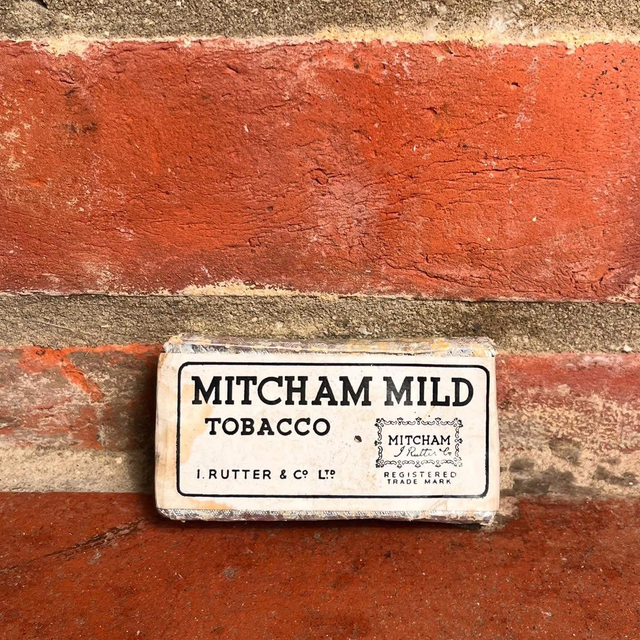 MITCHAM MILD
TOBACCO
I. RUTTER & Co LTD
MITCHAM
I Rutter Co
REGISTERED
TRADE MARK